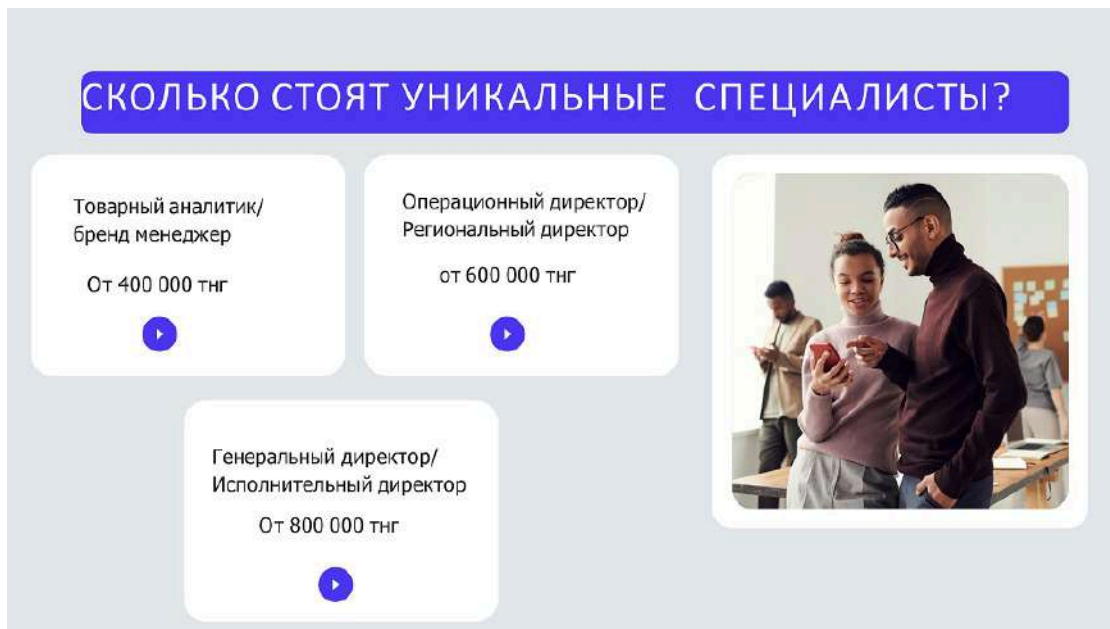 СКОЛЬКО СТОЯТ УНИКАЛЬНЫЕ СПЕЦИАЛИСТЫ?
Товарный аналитик/
бренд менеджер
От 400 000 тнг
Операционный директор/
Региональный директор
от 600 000 тнг
Генеральный директор/
Исполнительный директор
От 800 000 тнг